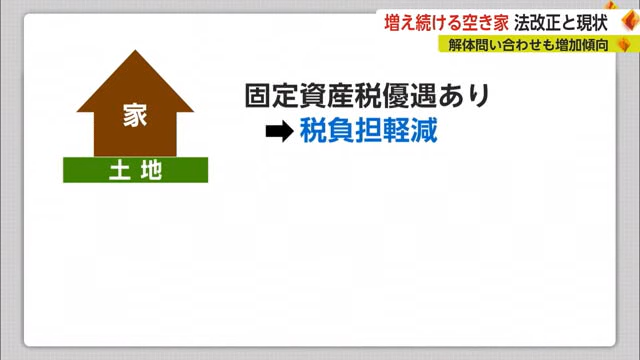 増え続ける空き家 法改正と現状
解体問い合わせも増加傾向
固定資産税優遇あり
➡税負担軽減
家
土地